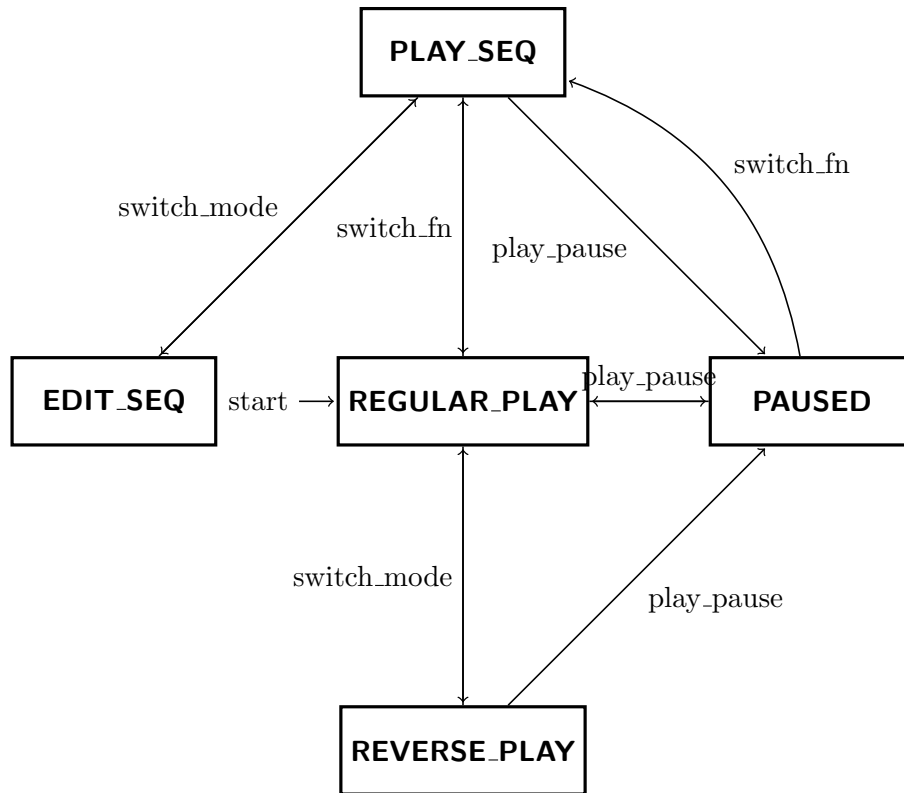 PLAY_SEQ
switch_fn
switch_mode
switch_fn
play_pause
play_pause
EDIT_SEQ
start
REGULAR_PLAY
PAUSED
switch_mode
play_pause
REVERSE_PLAY